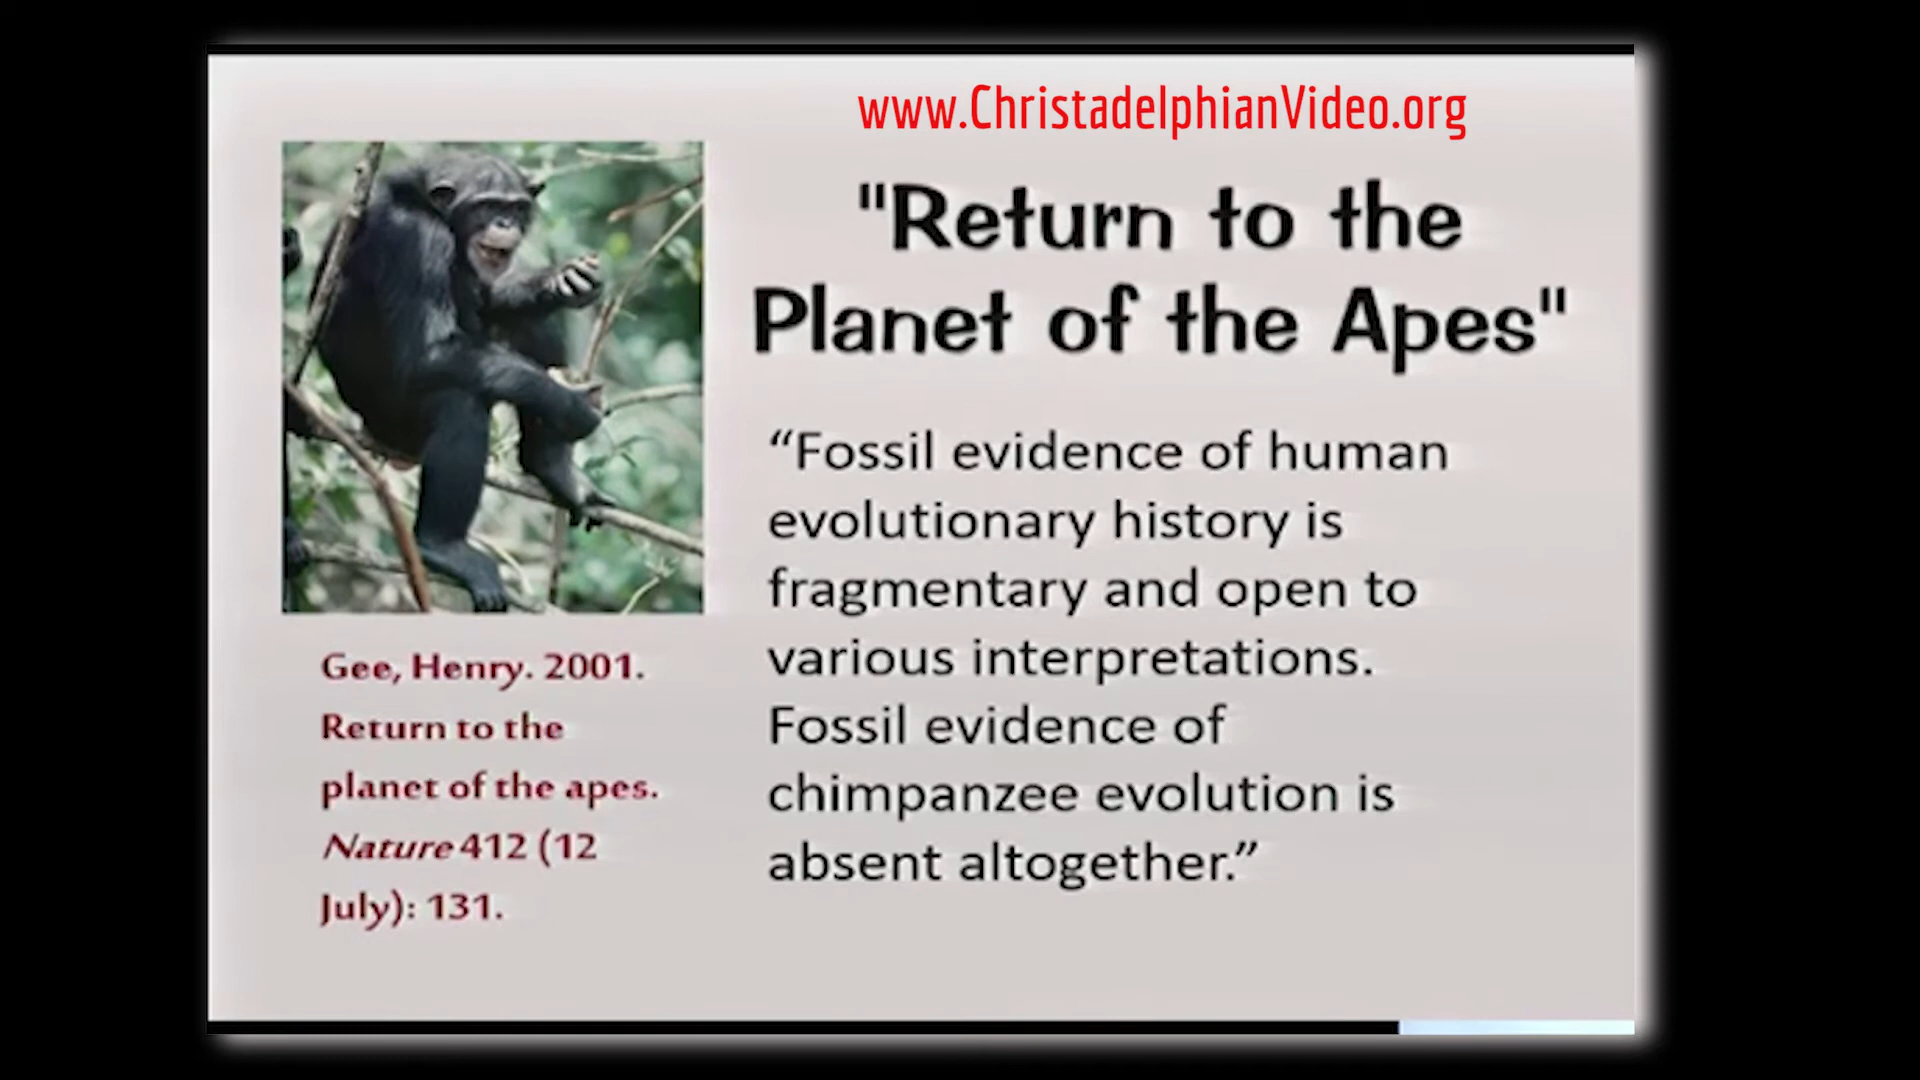 www.ChristadelphianVideo.org
"Return to the
Planet of the Apes"
“Fossil evidence of human
evolutionary history is
fragmentary and open to
various interpretations.
Fossil evidence of
chimpanzee evolution is
absent altogether.”
Gee, Henry. 2001.
Return to the
planet of the apes.
Nature 412 (12
July): 131.